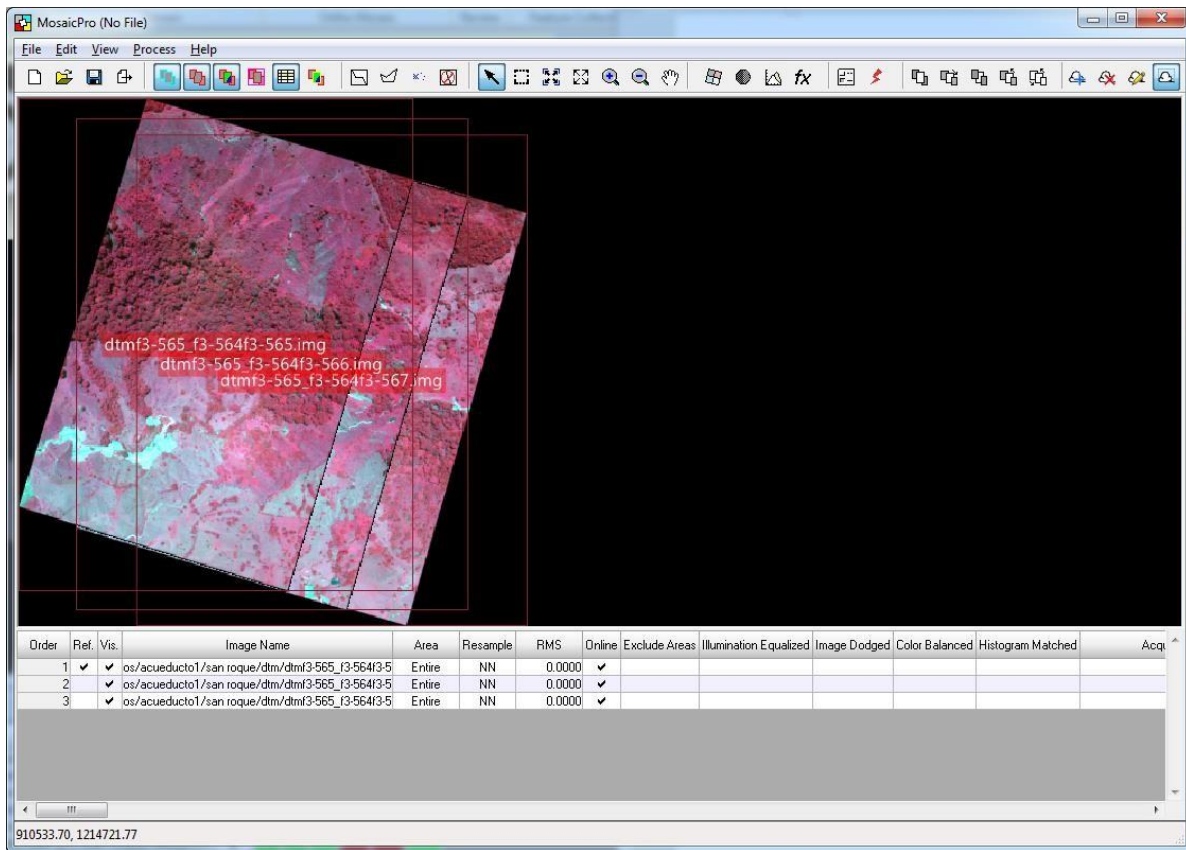 MosaicPro (No File)
File Edit View Process Help
fx
dtmf3-565_f3-564f3-565.img
dtmf3-565_f3-564f3-566.img
dtmf3-565_f3-564f3-567.img
Order Ref. Vis. Image Name Area Resample RMS Online Exclude Areas Illumination Equalized Image Dodged Color Balanced Histogram Matched Acqu
1 os/acueducto1/san roque/dtm/dtmf3-565_f3-564f3-5 Entire NN 0.0000
2 os/acueducto1/san roque/dtm/dtmf3-565_f3-564f3-5 Entire NN 0.0000
3 os/acueducto1/san roque/dtm/dtmf3-565_f3-564f3-5 Entire NN 0.0000
910533.70, 1214721.77